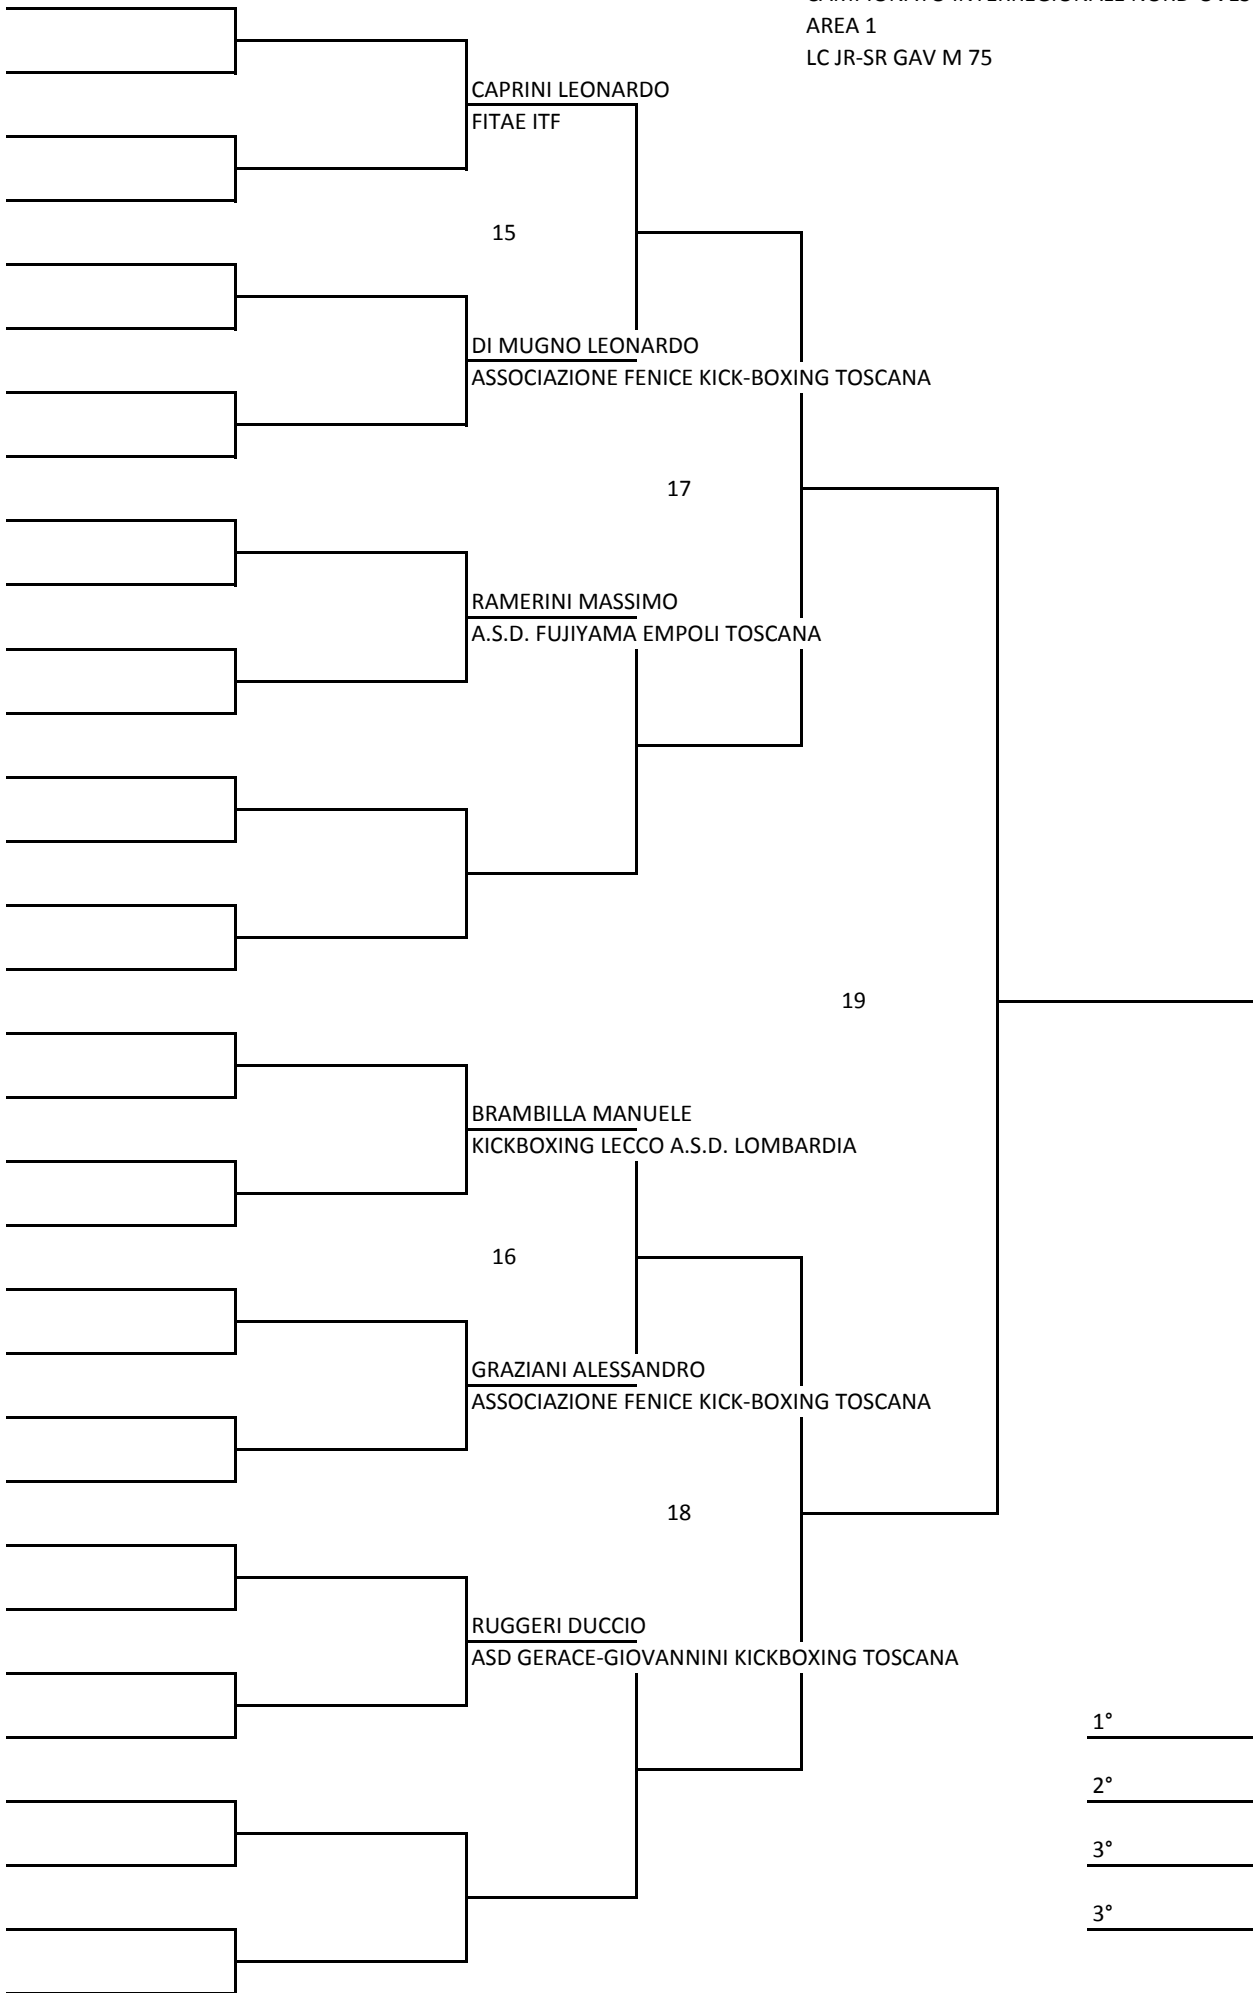 AREA 1
LC JR-SR GAV M 75
CAPRINI LEONARDO
FITAE ITF
15
DI MUGNO LEONARDO
ASSOCIAZIONE FENICE KICK-BOXING TOSCANA
17
RAMERINI MASSIMO
A.S.D. FUJIYAMA EMPOLI TOSCANA
19
BRAMBILLA MANUELE
KICKBOXING LECCO A.S.D. LOMBARDIA
16
GRAZIANI ALESSANDRO
ASSOCIAZIONE FENICE KICK-BOXING TOSCANA
18
RUGGERI DUCCIO
ASD GERACE-GIOVANNINI KICKBOXING TOSCANA
1°
2°
3°
3°